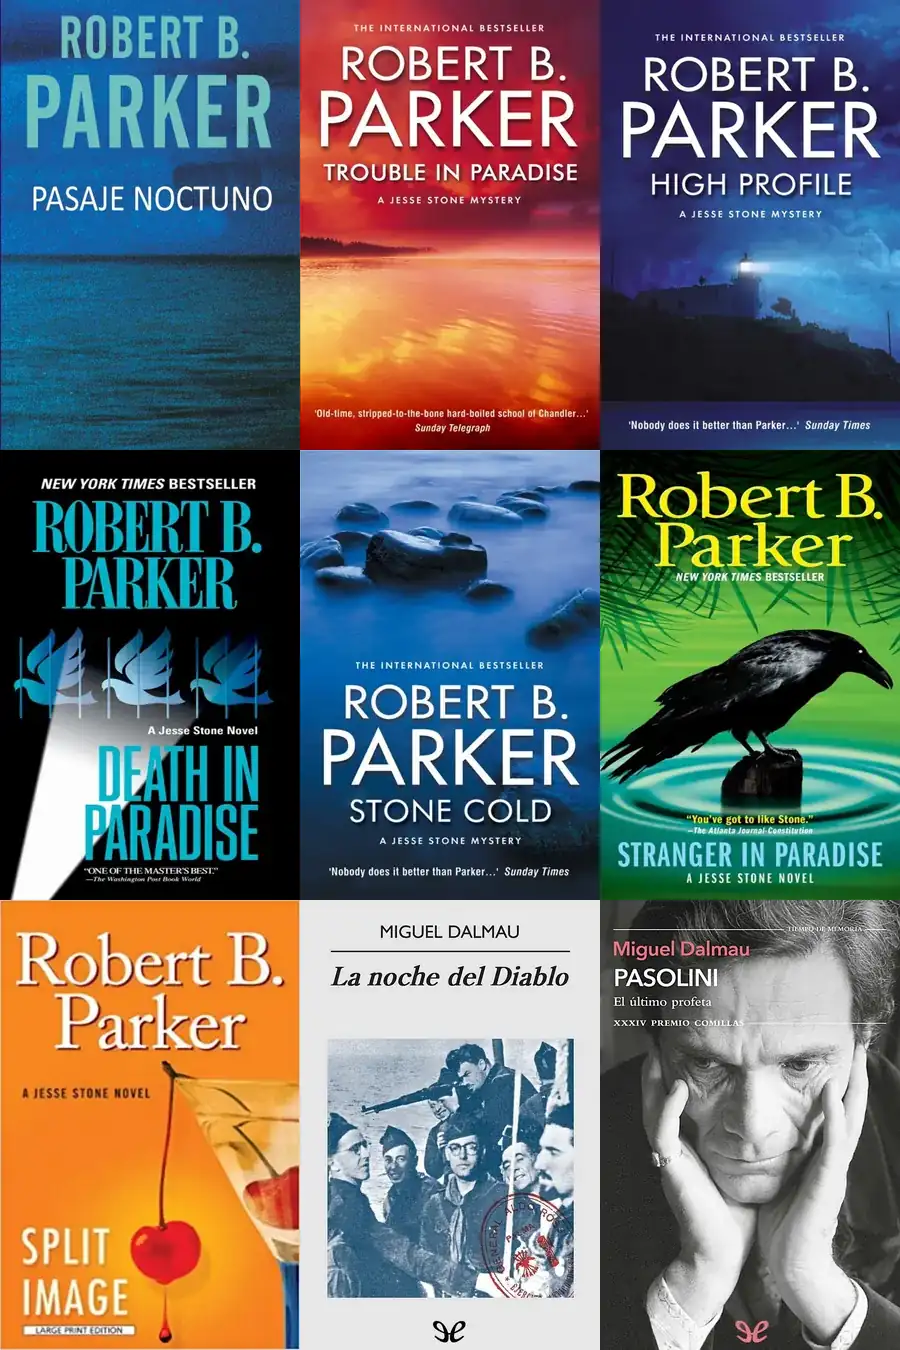 ROBERT B.
PARKER
PASAJE NOCTUNO
THE INTERNATIONAL BESTSELLER
ROBERT B.
PARKER
TROUBLE IN PARADISE
A JESSE STONE MYSTERY
'Old-time, stripped-to-the-bone hard-boiled school of Chandler...'
Sunday Telegraph
THE INTERNATIONAL BESTSELLER
ROBERT B.
PARKER
HIGH PROFILE
A JESSE STONE MYSTERY
'Nobody does it better than Parker...' Sunday Times
NEW YORK TIMES BESTSELLER
ROBERT B.
PARKER
A Jesse Stone Novel
DEATH IN
PARADISE
"ONE OF THE MASTER'S BEST."
—The Washington Post Book World
THE INTERNATIONAL BESTSELLER
ROBERT B.
PARKER
STONE COLD
A JESSE STONE MYSTERY
'Nobody does it better than Parker...' Sunday Times
Robert B.
Parker
NEW YORK TIMES BESTSELLER
"You've got to like Stone."
—The Atlanta Journal-Constitution
STRANGER IN PARADISE
A JESSE STONE NOVEL
Robert B.
Parker
A JESSE STONE NOVEL
SPLIT
IMAGE
LARGE PRINT EDITION
MIGUEL DALMAU
La noche del Diablo
GENERAL ALDO RO
PALMA
TIEMPO DE MEMORIA
Miguel Dalmau
PASOLINI
El último profeta
XXXIV PREMIO COMILLAS